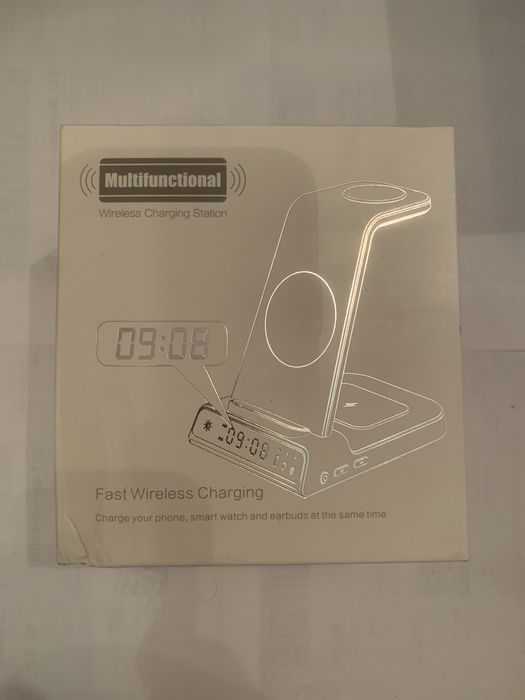 Multifunctional
Wireless Charging Station
09:08
09:08
Fast Wireless Charging
Charge your phone, smart watch and earbuds at the same time